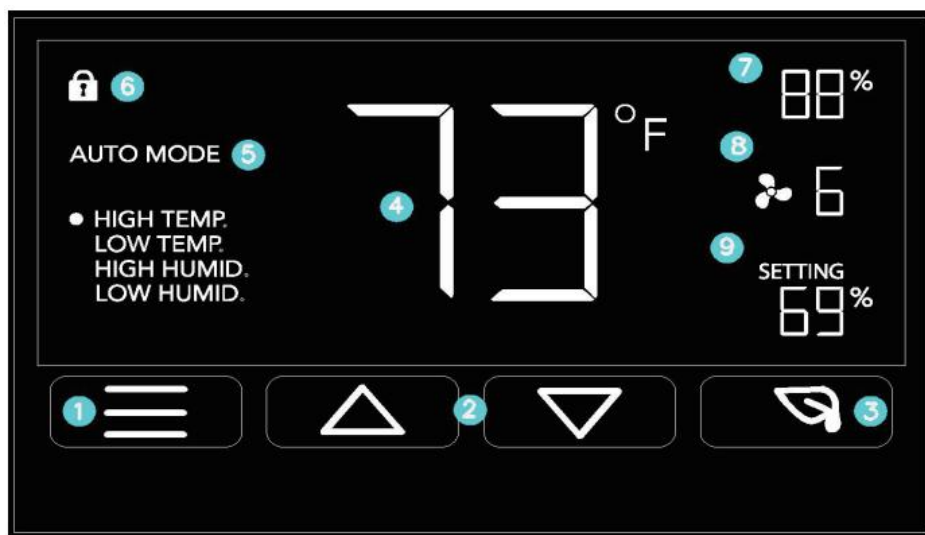 6
AUTO MODE 5
HIGH TEMP.
LOW TEMP.
HIGH HUMID.
LOW HUMID.
4
73°F
7
88%
8
6
9
SETTING
69%
1
2
3